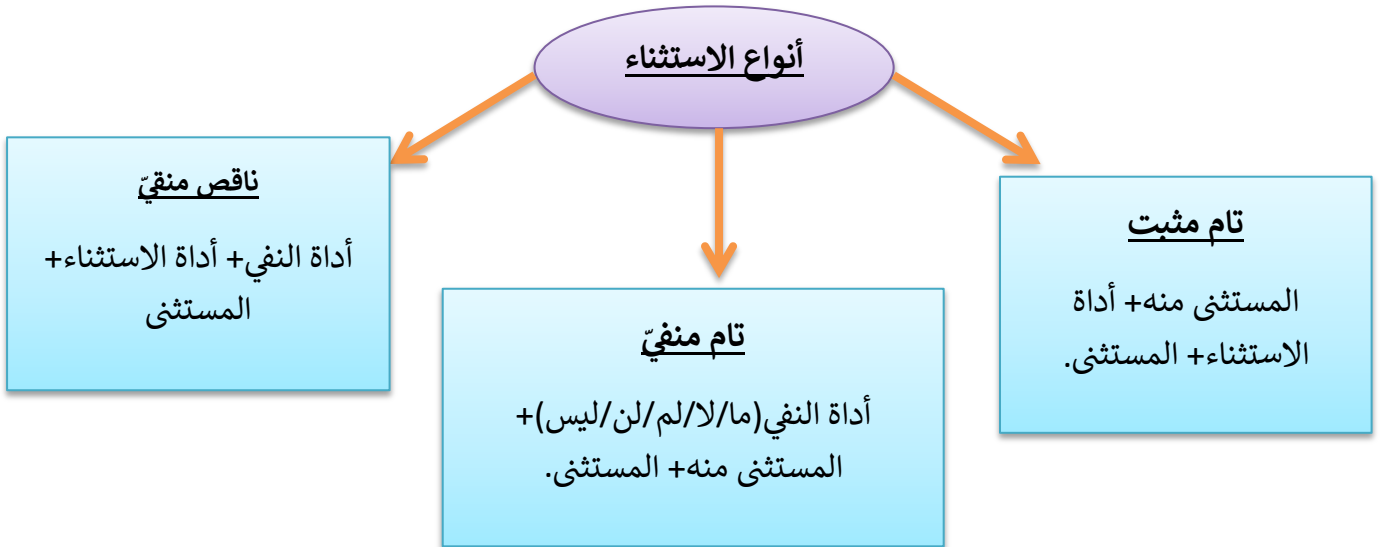 أنواع الاستثناء
تام مثبت
المستثنى منه+ أداة
الاستثناء+ المستثنى.
تام منفيّ
أداة النفي(ما/لا/لم/لن/ليس)+
المستثنى منه+ المستثنى.
ناقص منقيّ
أداة النفي+ أداة الاستثناء+
المستثنى